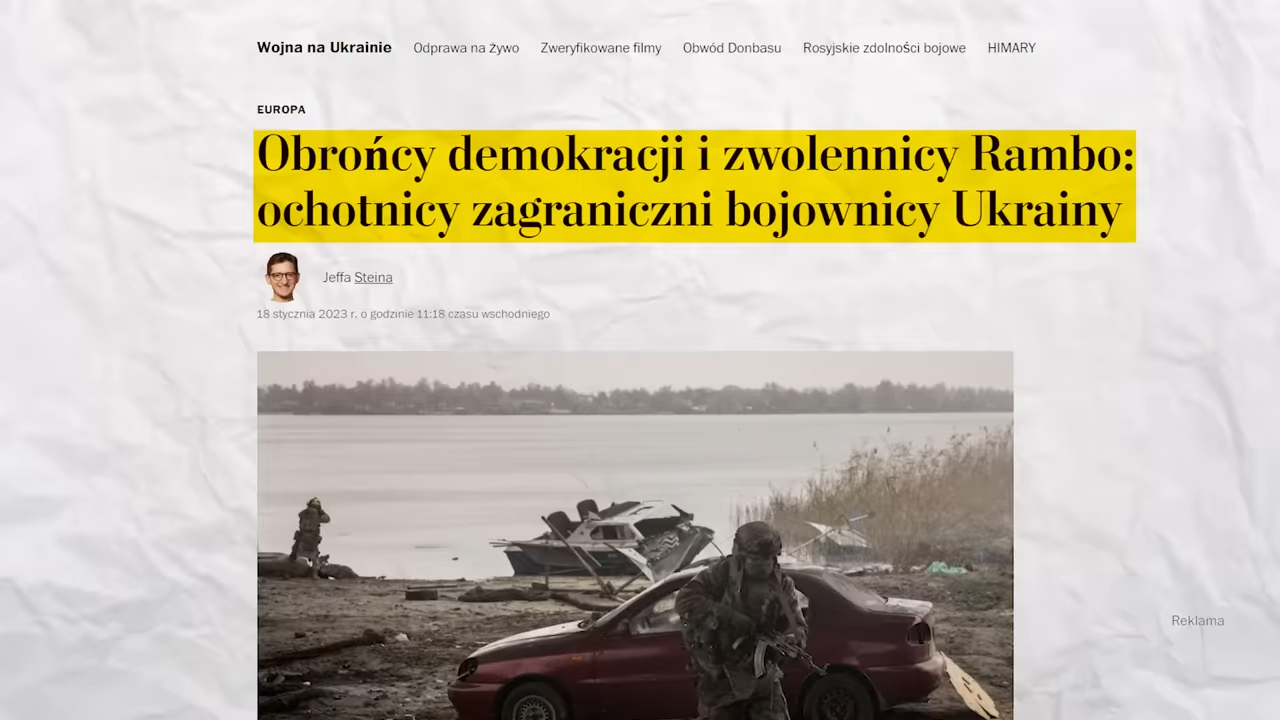 Wojna na Ukrainie Odprawa na żywo Zweryfikowane filmy Obwód Donbasu Rosyjskie zdolności bojowe HIMARY
EUROPA
Obrońcy demokracji i zwolennicy Rambo:
ochotnicy zagraniczni bojownicy Ukrainy
Jeffa Steina
18 stycznia 2023 r. o godzinie 11:18 czasu wschodniego
Reklama